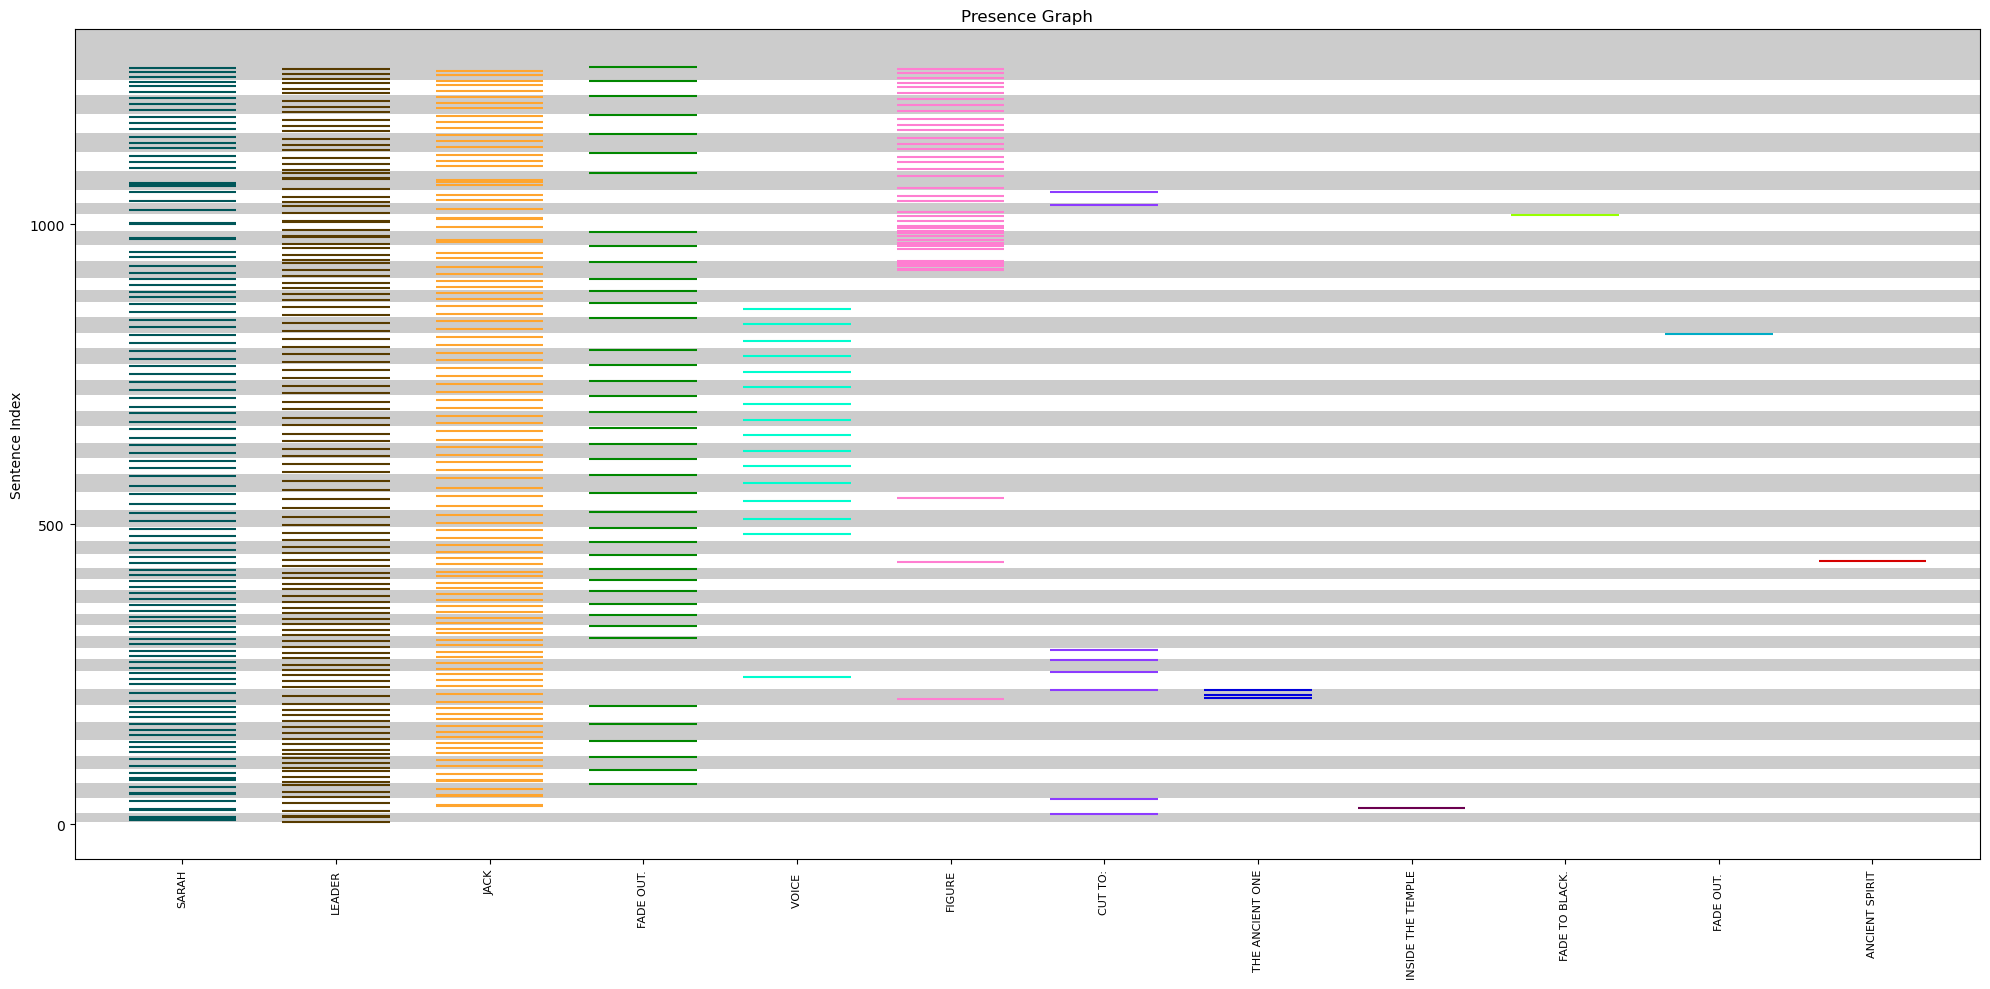 Presence Graph
Sentence Index
1000
500
0
SARAH
LEADER
JACK
FADE OUT.
VOICE
FIGURE
CUT TO:
THE ANCIENT ONE
INSIDE THE TEMPLE
FADE TO BLACK.
FADE OUT.
ANCIENT SPIRIT